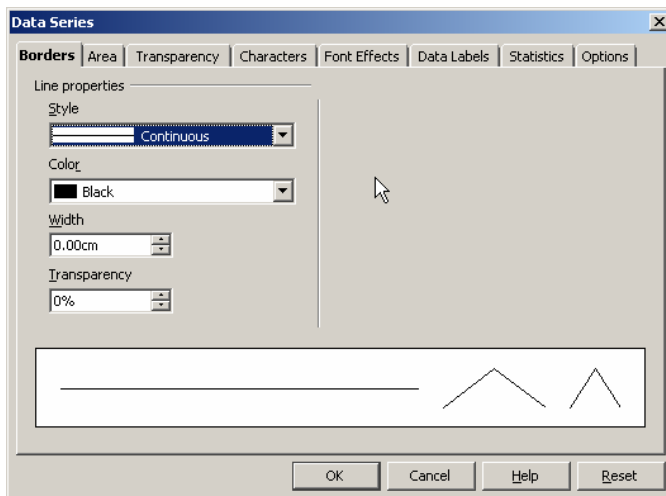 Data Series
Borders Area Transparency Characters Font Effects Data Labels Statistics Options
Line properties
Style
Continuous
Color
Black
Width
0.00cm
Transparency
0%
OK Cancel Help Reset